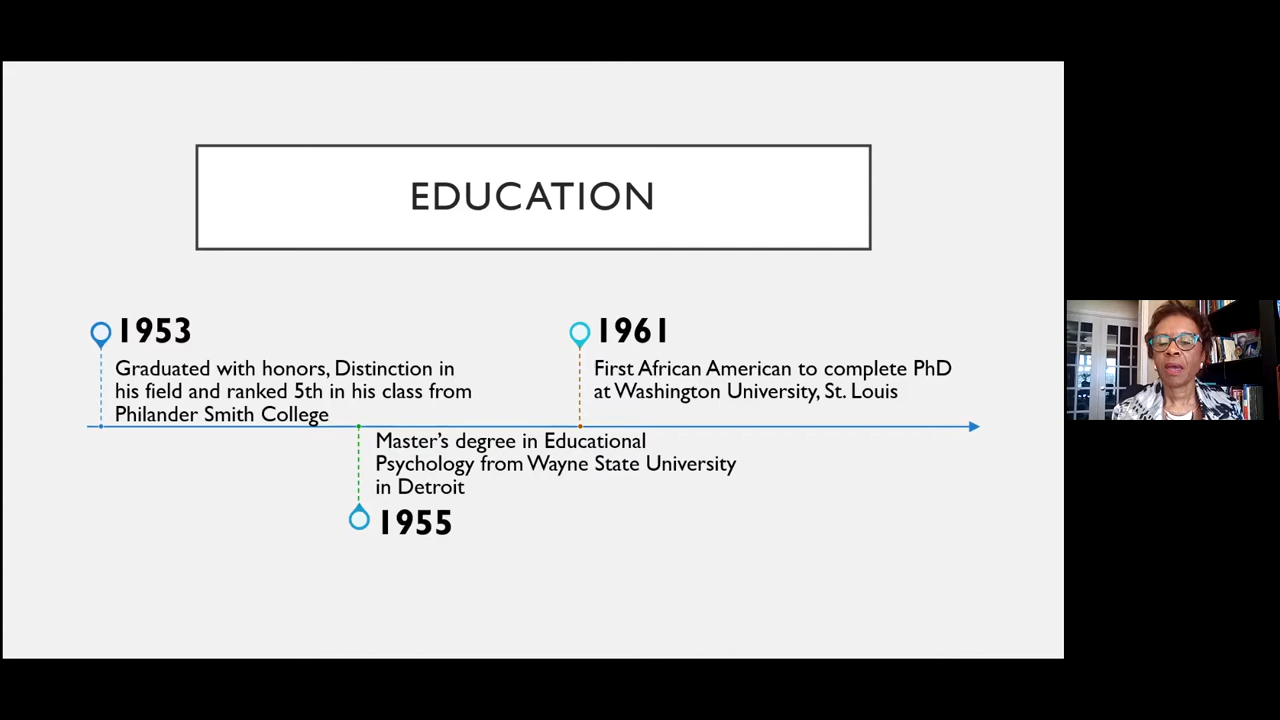 EDUCATION
1953
Graduated with honors, Distinction in
his field and ranked 5th in his class from
Philander Smith College
Master's degree in Educational
Psychology from Wayne State University
in Detroit
1955
1961
First African American to complete PhD
at Washington University, St. Louis